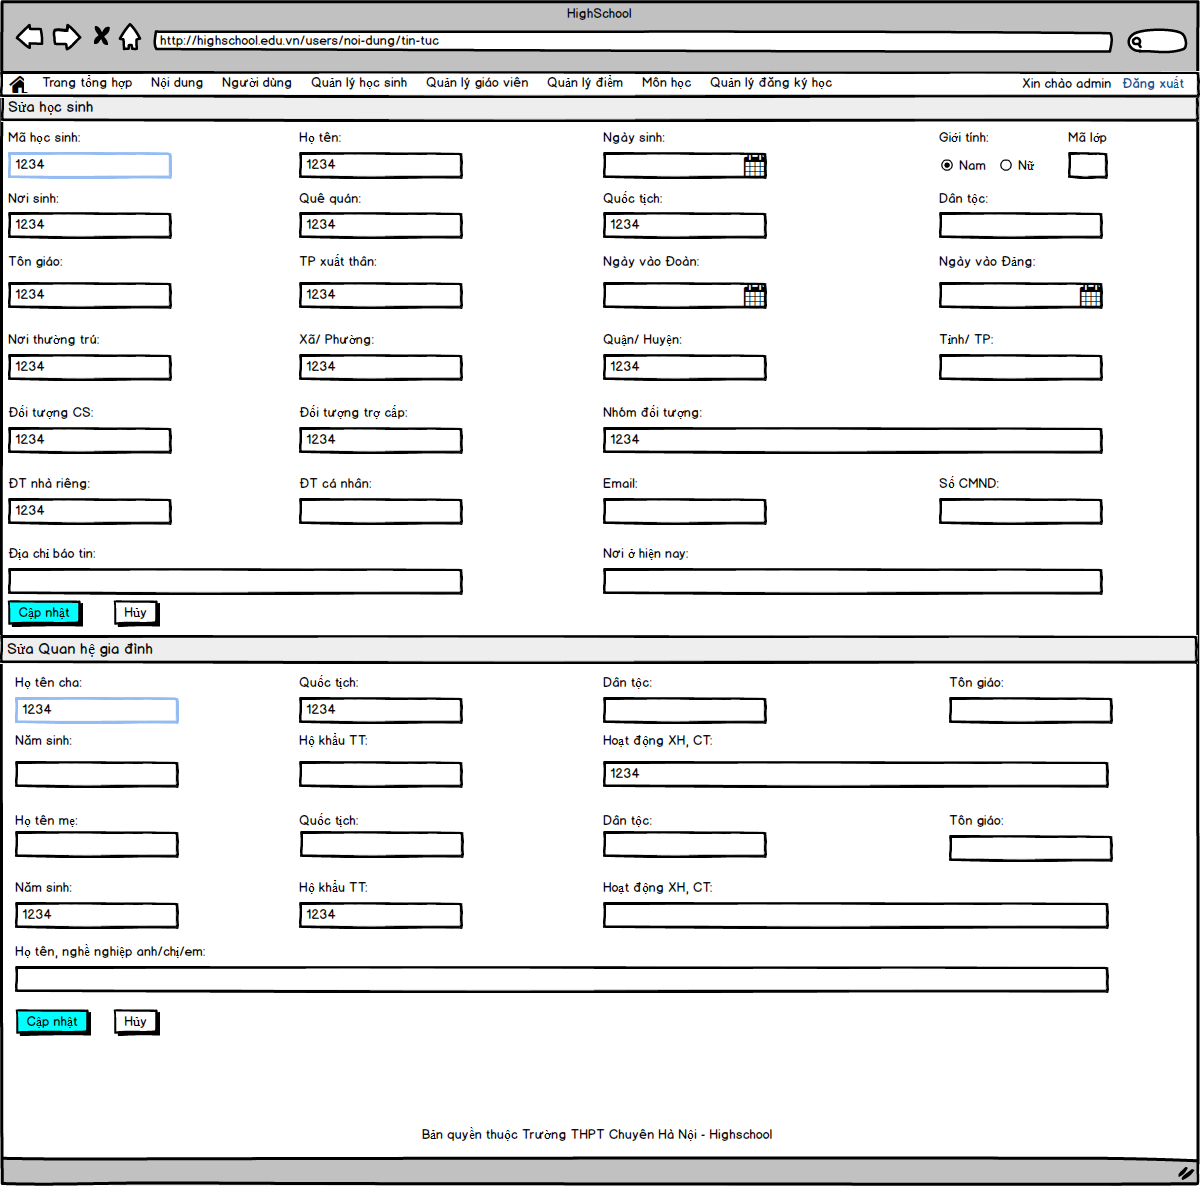 HighSchool
http://highschool.edu.vn/users/noi-dung/tin-tuc
Trang tổng hợp Nội dung Người dùng Quản lý học sinh Quản lý giáo viên Quản lý điểm Môn học Quản lý đăng ký học Xin chào admin Đăng xuất
Sửa học sinh
Mã học sinh: Họ tên: Ngày sinh: Giới tính: Mã lớp
1234 1234 Nam Nữ
Nơi sinh: Quê quán: Quốc tịch: Dân tộc:
1234 1234 1234
Tôn giáo: TP xuất thân: Ngày vào Đoàn: Ngày vào Đảng:
1234 1234
Nơi thường trú: Xã/ Phường: Quận/ Huyện: Tỉnh/ TP:
1234 1234 1234
Đối tượng CS: Đối tượng trợ cấp: Nhóm đối tượng:
1234 1234 1234
ĐT nhà riêng: ĐT cá nhân: Email: Số CMND:
1234
Địa chỉ báo tin: Nơi ở hiện nay:
Cập nhật Hủy
Sửa Quan hệ gia đình
Họ tên cha: Quốc tịch: Dân tộc: Tôn giáo:
1234 1234
Năm sinh: Hộ khẩu TT: Hoạt động XH, CT:
1234
Họ tên mẹ: Quốc tịch: Dân tộc: Tôn giáo:
Năm sinh: Hộ khẩu TT: Hoạt động XH, CT:
1234 1234
Họ tên, nghề nghiệp anh/chị/em:
Cập nhật Hủy
Bản quyền thuộc Trường THPT Chuyên Hà Nội - Highschool